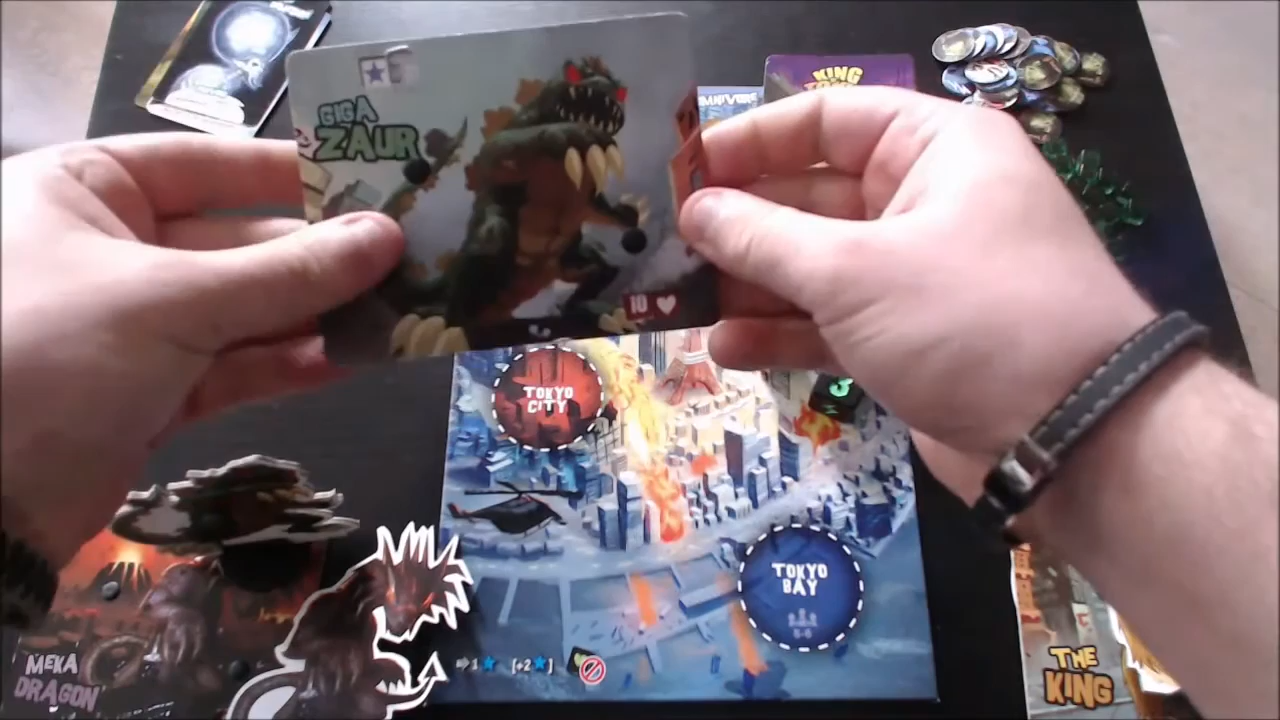 GIGA
ZAUR
10
KING
TOKYO
CITY
3
TOKYO
BAY
5-6
1 [+2]
MEKA
DRAGON
THE
KING